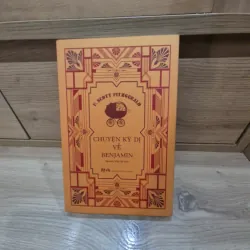 F. SCOTT FITZGERALD
CHUYỆN KỲ DỊ
VỀ
BENJAMIN